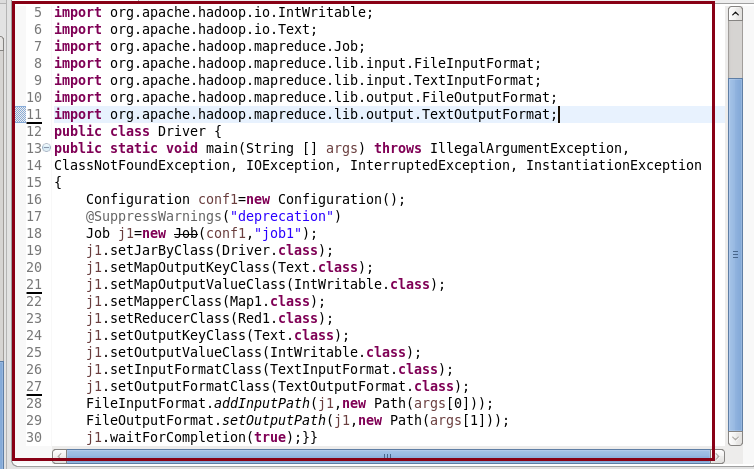 5 import org.apache.hadoop.io.IntWritable;
6 import org.apache.hadoop.io.Text;
7 import org.apache.hadoop.mapreduce.Job;
8 import org.apache.hadoop.mapreduce.lib.input.FileInputFormat;
9 import org.apache.hadoop.mapreduce.lib.input.TextInputFormat;
10 import org.apache.hadoop.mapreduce.lib.output.FileOutputFormat;
11 import org.apache.hadoop.mapreduce.lib.output.TextOutputFormat;
12 public class Driver {
13 public static void main(String [] args) throws IllegalArgumentException,
14 ClassNotFoundException, IOException, InterruptedException, InstantiationException
15 {
16     Configuration conf1=new Configuration();
17     @SuppressWarnings("deprecation")
18     Job j1=new Job(conf1,"job1");
19     j1.setJarByClass(Driver.class);
20     j1.setMapOutputKeyClass(Text.class);
21     j1.setMapOutputValueClass(IntWritable.class);
22     j1.setMapperClass(Map1.class);
23     j1.setReducerClass(Red1.class);
24     j1.setOutputKeyClass(Text.class);
25     j1.setOutputValueClass(IntWritable.class);
26     j1.setInputFormatClass(TextInputFormat.class);
27     j1.setOutputFormatClass(TextOutputFormat.class);
28     FileInputFormat.addInputPath(j1,new Path(args[0]));
29     FileOutputFormat.setOutputPath(j1,new Path(args[1]));
30     j1.waitForCompletion(true);}}